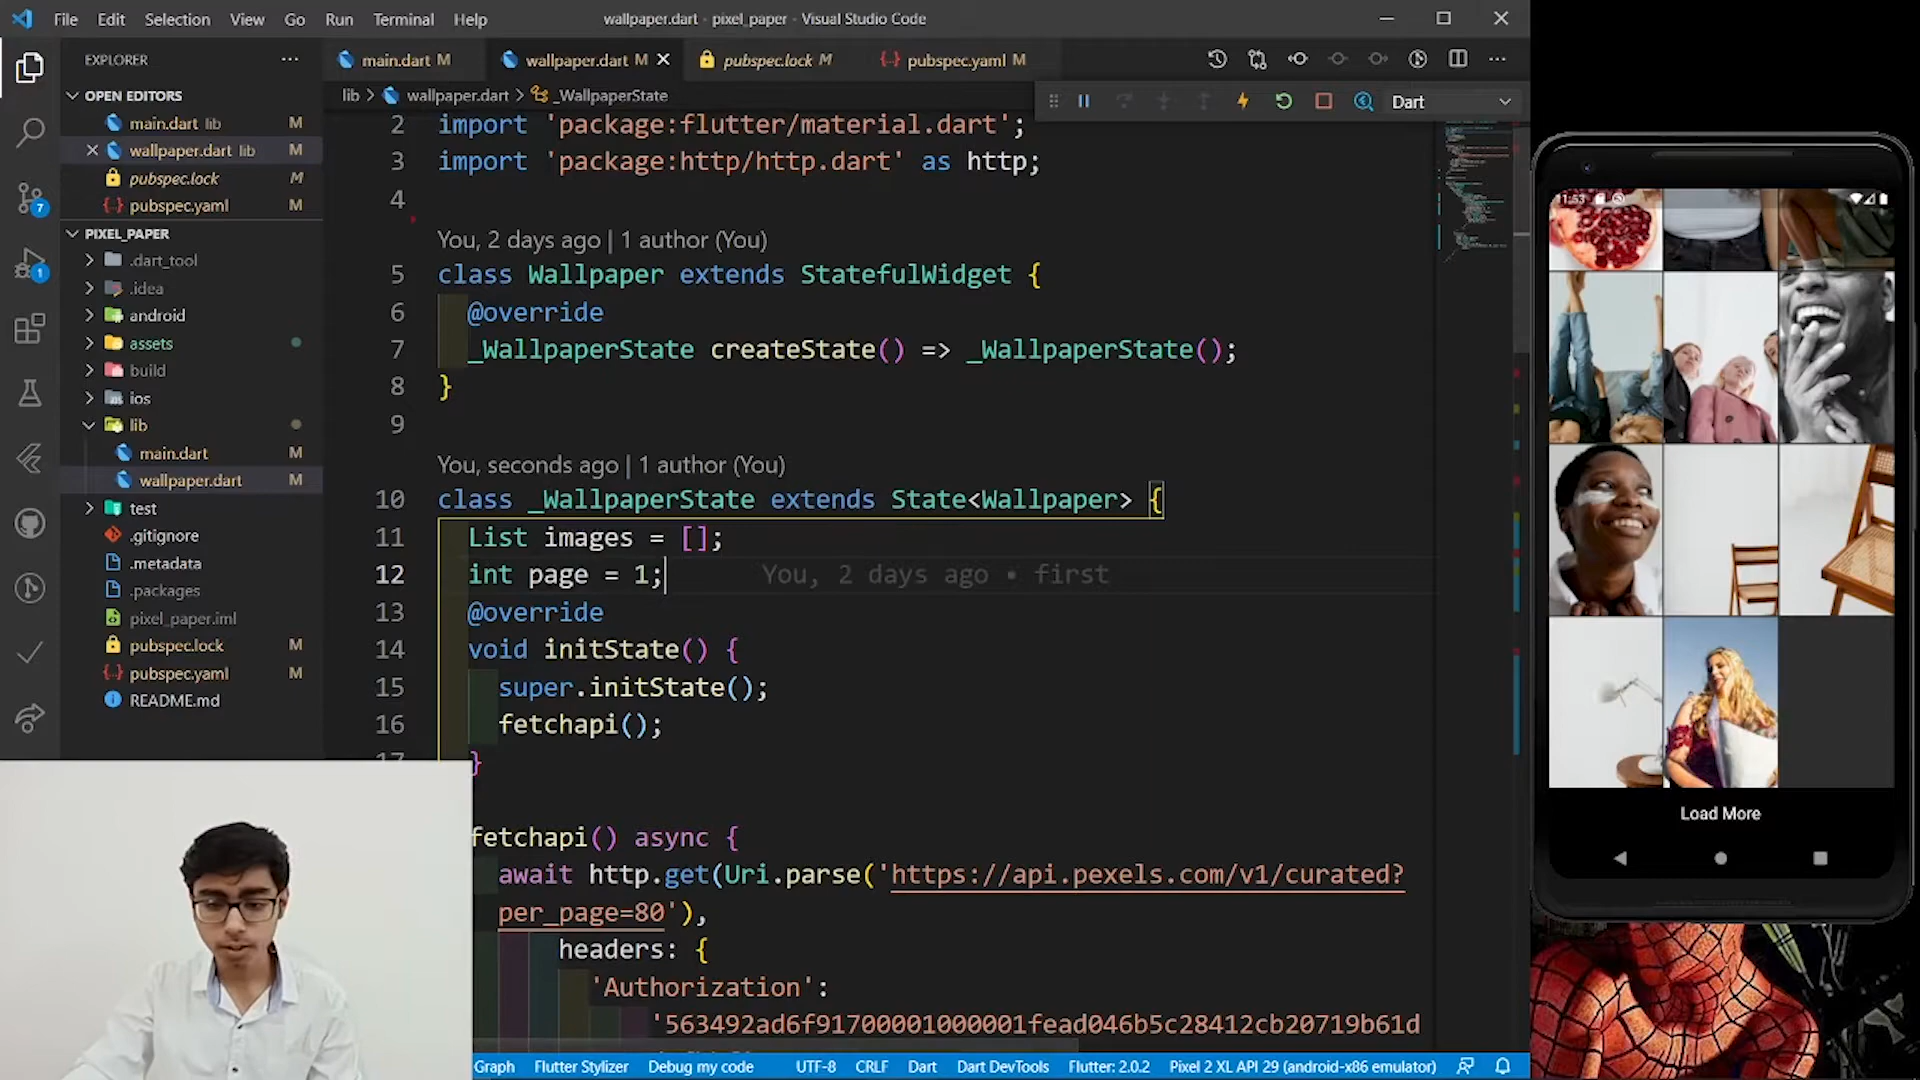 File Edit Selection View Go Run Terminal Help
wallpaper.dart - pixel_paper - Visual Studio Code
EXPLORER
OPEN EDITORS
main.dart lib M
wallpaper.dart lib M
pubspec.lock M
pubspec.yaml M
PIXEL_PAPER
.dart_tool
.idea
android
assets
build
ios
lib
main.dart M
wallpaper.dart M
test
.gitignore
.metadata
.packages
pixel_paper.iml
pubspec.lock M
pubspec.yaml M
README.md
7
1
main.dart M
wallpaper.dart M
pubspec.lock M
pubspec.yaml M
lib > wallpaper.dart > _WallpaperState
Dart
2 import 'package:flutter/material.dart';
3 import 'package:http/http.dart' as http;
4
You, 2 days ago | 1 author (You)
5 class Wallpaper extends StatefulWidget {
6 @override
7 _WallpaperState createState() => _WallpaperState();
8 }
9
You, seconds ago | 1 author (You)
10 class _WallpaperState extends State<Wallpaper> {
11 List images = [];
12 int page = 1; You, 2 days ago • first
13 @override
14 void initState() {
15 super.initState();
16 fetchapi();
17 }
fetchapi() async {
await http.get(Uri.parse('https://api.pexels.com/v1/curated?
per_page=80'),
headers: {
'Authorization':
'563492ad6f91700001000001fead046b5c28412cb20719b61d
Graph Flutter Stylizer Debug my code UTF-8 CRLF Dart Dart DevTools Flutter: 2.0.2 Pixel 2 XL API 29 (android-x86 emulator)
11:53
Load More